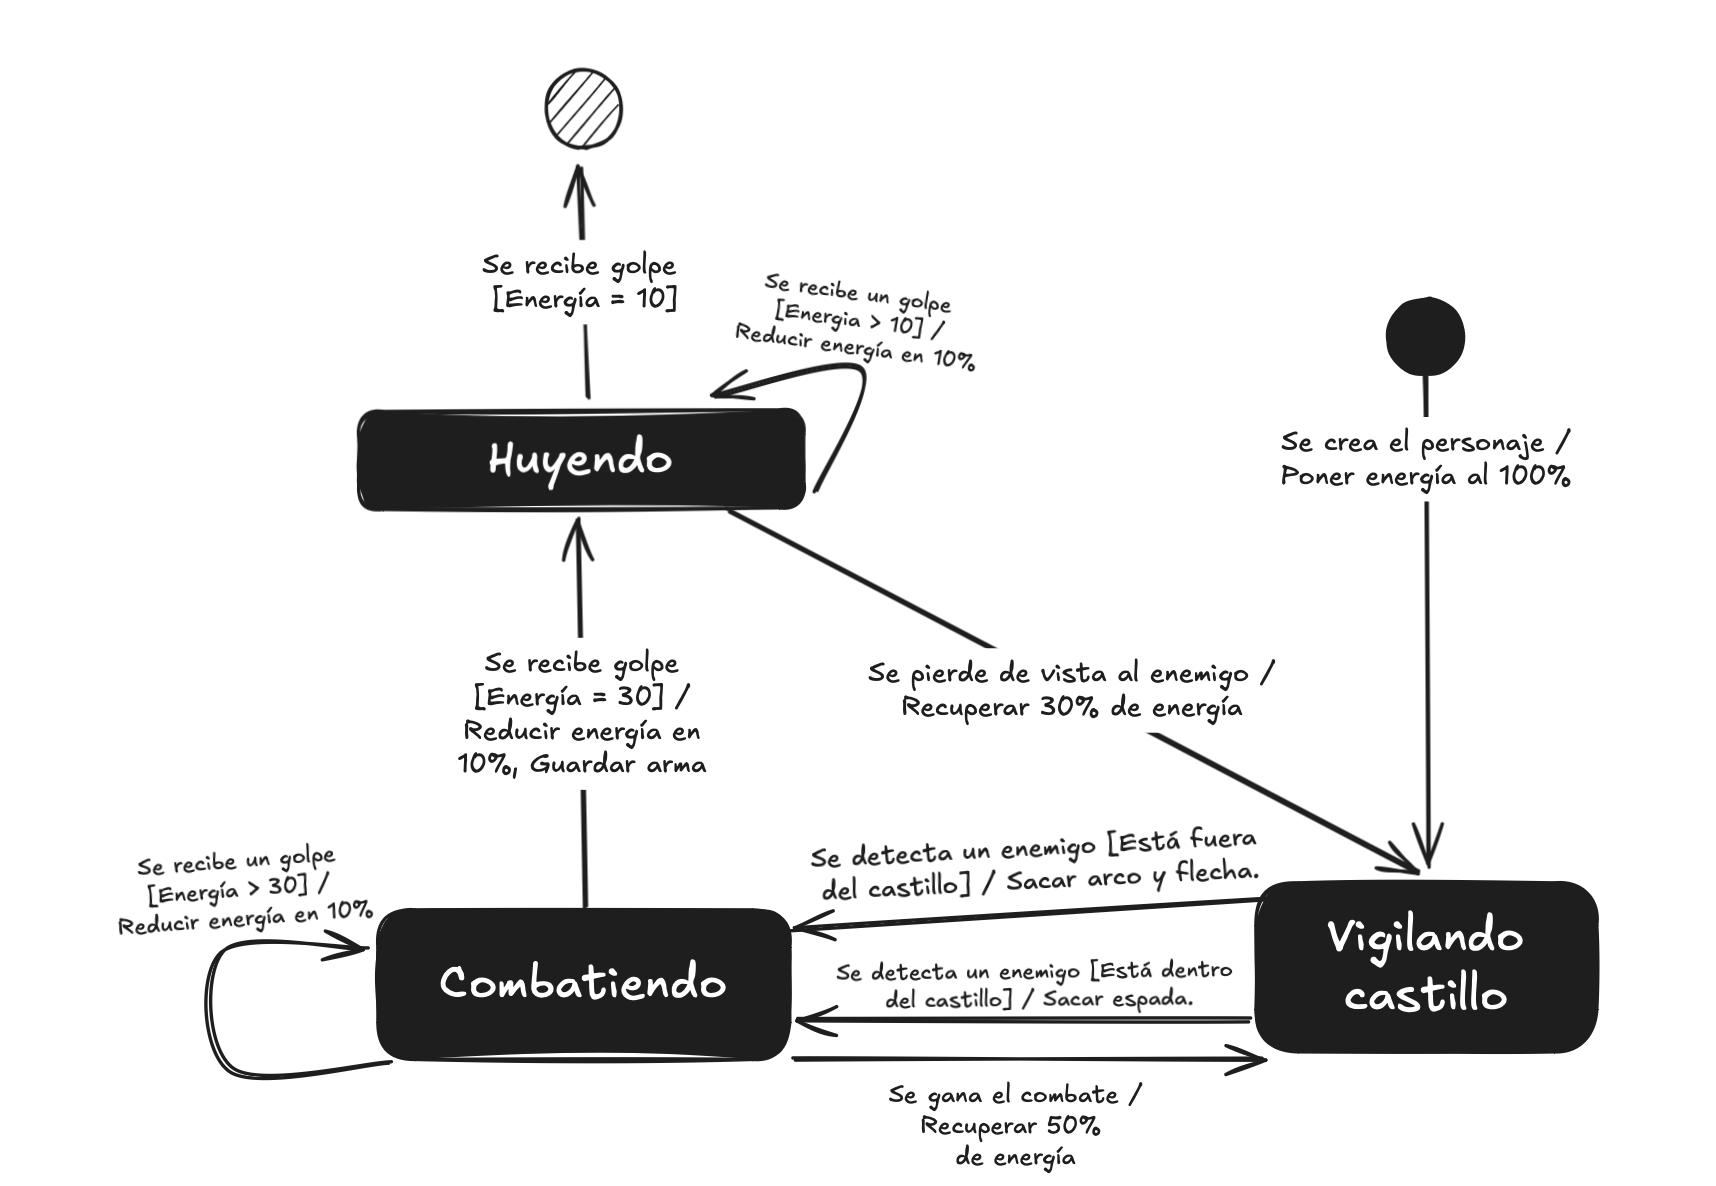 Se recibe golpe
[Energía = 10]
Se recibe un golpe
[Energia > 10] /
Reducir energía en 10%
Huyendo
Se crea el personaje /
Poner energía al 100%
Se recibe golpe
[Energía = 30] /
Reducir energía en
10%, Guardar arma
Se pierde de vista al enemigo /
Recuperar 30% de energía
Se recibe un golpe
[Energía > 30] /
Reducir energía en 10%
Se detecta un enemigo [Está fuera
del castillo] / Sacar arco y flecha.
Combatiendo
Se detecta un enemigo [Está dentro
del castillo] / Sacar espada.
Vigilando
castillo
Se gana el combate /
Recuperar 50%
de energía